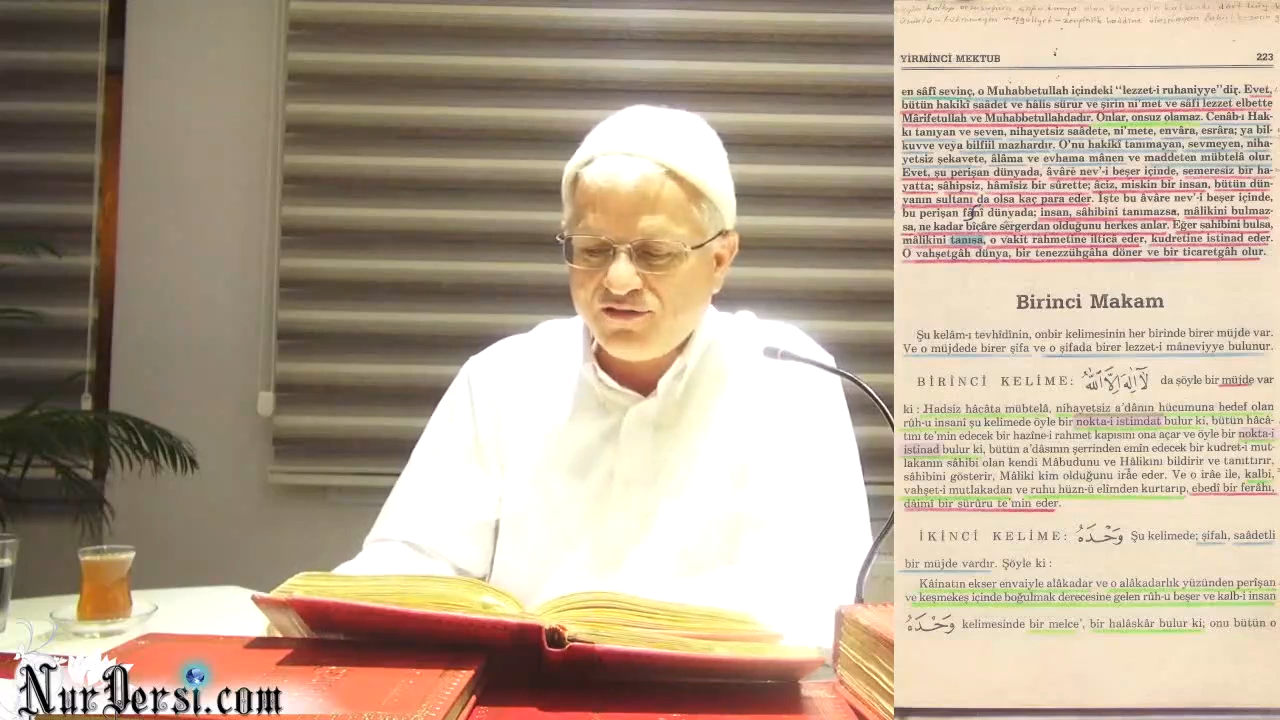 YİRMİNCİ MEKTUB 223
en sâfî sevinç, o Muhabbetullah içindeki "lezzet-i ruhaniyye"dir. Evet,
bütün hakikî saâdet ve hâlis sürur ve şirin ni'met ve sâfî lezzet elbette
Mârifetullah ve Muhabbetullahdadır. Onlar, onsuz olamaz. Cenâb-ı Hak-
kı tanıyan ve seven, nihayetsiz saâdete, ni'mete, envâra, esrâra; ya bil-
kuvve veya bilfiil mazhardır. O'nu hakikî tanımayan, sevmeyen, niha-
yetsiz şekavete, âlâma ve evhama mânen ve maddeten mübtelâ olur.
Evet, şu perişan dünyada, âvâre nev'-i beşer içinde, semeresiz bir ha-
yatta; sâhipsiz, hâmisiz bir sûrette; âciz, miskin bir insan, bütün dün-
yanın sultanı da olsa kaç para eder. İşte bu âvâre nev'-i beşer içinde,
bu perişan fânî dünyada; insan, sâhibini tanımazsa, mâlikini bulmaz-
sa, ne kadar bîçâre sergerdan olduğunu herkes anlar. Eğer sahibini bulsa,
mâlikini tanısa, o vakit rahmetine iltica eder, kudretine istinad eder.
O vahşetgâh dünya, bir tenezzühgâha döner ve bir ticaretgâh olur.
Birinci Makam
Şu kelâm-ı tevhîdînin, onbir kelimesinin her birinde birer müjde var.
Ve o müjdede birer şifa ve o şifada birer lezzet-i mâneviyye bulunur.
BİRİNCİ KELİME: لَٓا اِلٰهَ اِلَّا اللّٰهُ da şöyle bir müjde var
ki : Hadsiz hâcâta mübtelâ, nihayetsiz a'dânın hücumuna hedef olan
rûh-u insanî şu kelimede öyle bir nokta-i istimdat bulur ki, bütün hâcâ-
tını te'min edecek bir hazîne-i rahmet kapısını ona açar ve öyle bir nokta-i
istinad bulur ki, bütün a'dâsının şerrinden emîn edecek bir kudret-i mut-
lakanın sâhibi olan kendi Mâbudunu ve Hâlikını bildirir ve tanıttırır.
sâhibini gösterir, Mâliki kim olduğunu irâe eder. Ve o irâe ile, kalbi,
vahşet-i mutlakadan ve ruhu hüzn-ü elîmden kurtarıp, ebedî bir ferâhı,
dâimî bir sürûru te'min eder.
İKİNCİ KELİME: وَحْدَهُ Şu kelimede; şifalı, saâdetli
bir müjde vardır. Şöyle ki :
Kâinatın ekser envaiyle alâkadar ve o alâkadarlık yüzünden perişan
ve keşmekeş içinde boğulmak derecesine gelen rûh-u beşer ve kalb-i insan
وَحْدَهُ kelimesinde bir melce', bir halâskâr bulur ki; onu bütün o
NurDersi.com